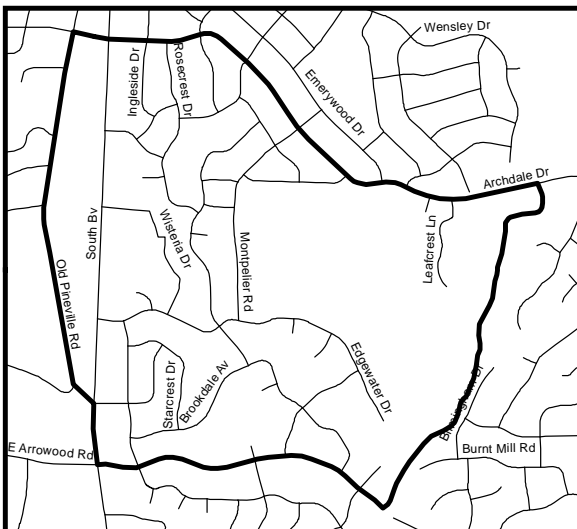 Wensley Dr
Ingleside Dr
Rosecrest Dr
Emerywood Dr
Archdale Dr
South Bv
Wisteria Dr
Montpelier Rd
Leafcrest Ln
Old Pineville Rd
Starcrest Dr
Brookdale Av
Edgewater Dr
Burnt Mill Rd
E Arrowood Rd